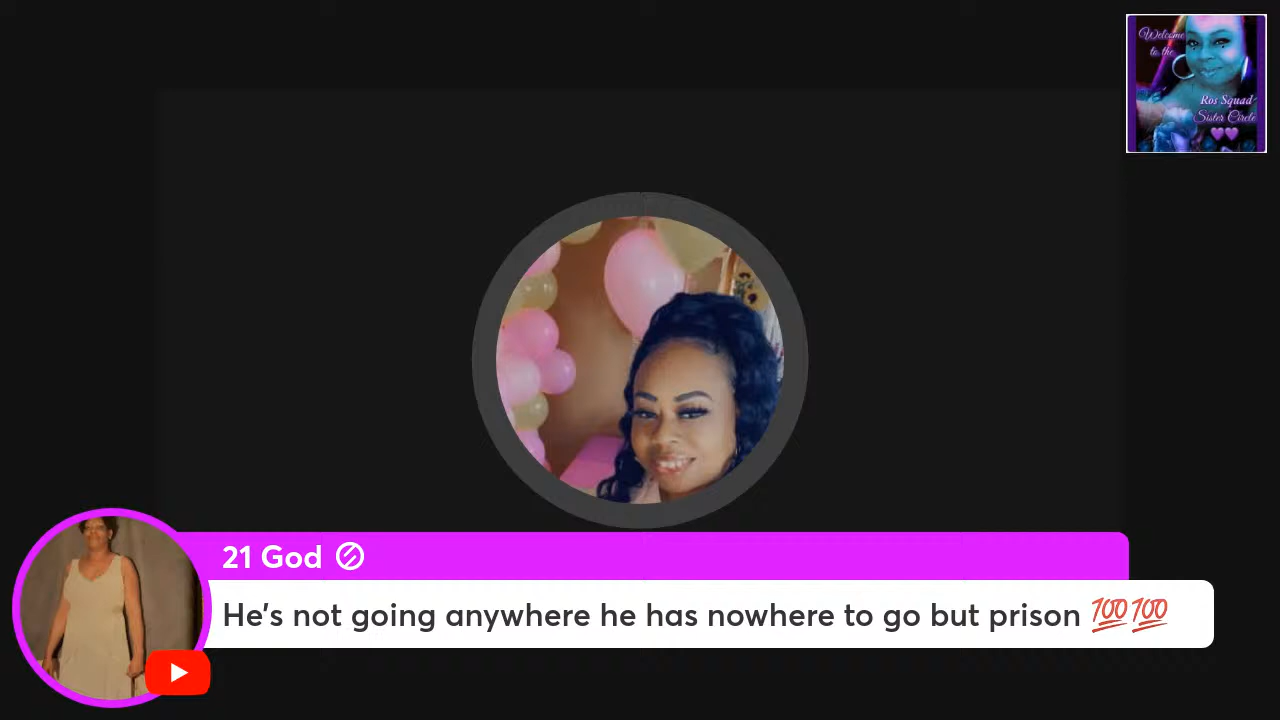 Welcome
to the
Ros Squad
Sister Circle
21 God
He's not going anywhere he has nowhere to go but prison 💯💯